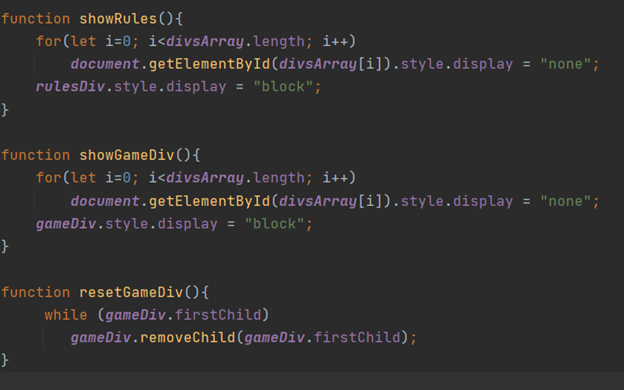 function showRules(){
    for(let i=0; i<divsArray.length; i++)
        document.getElementById(divsArray[i]).style.display = "none";
    rulesDiv.style.display = "block";
}

function showGameDiv(){
    for(let i=0; i<divsArray.length; i++)
        document.getElementById(divsArray[i]).style.display = "none";
    gameDiv.style.display = "block";
}

function resetGameDiv(){
     while (gameDiv.firstChild)
        gameDiv.removeChild(gameDiv.firstChild);
}